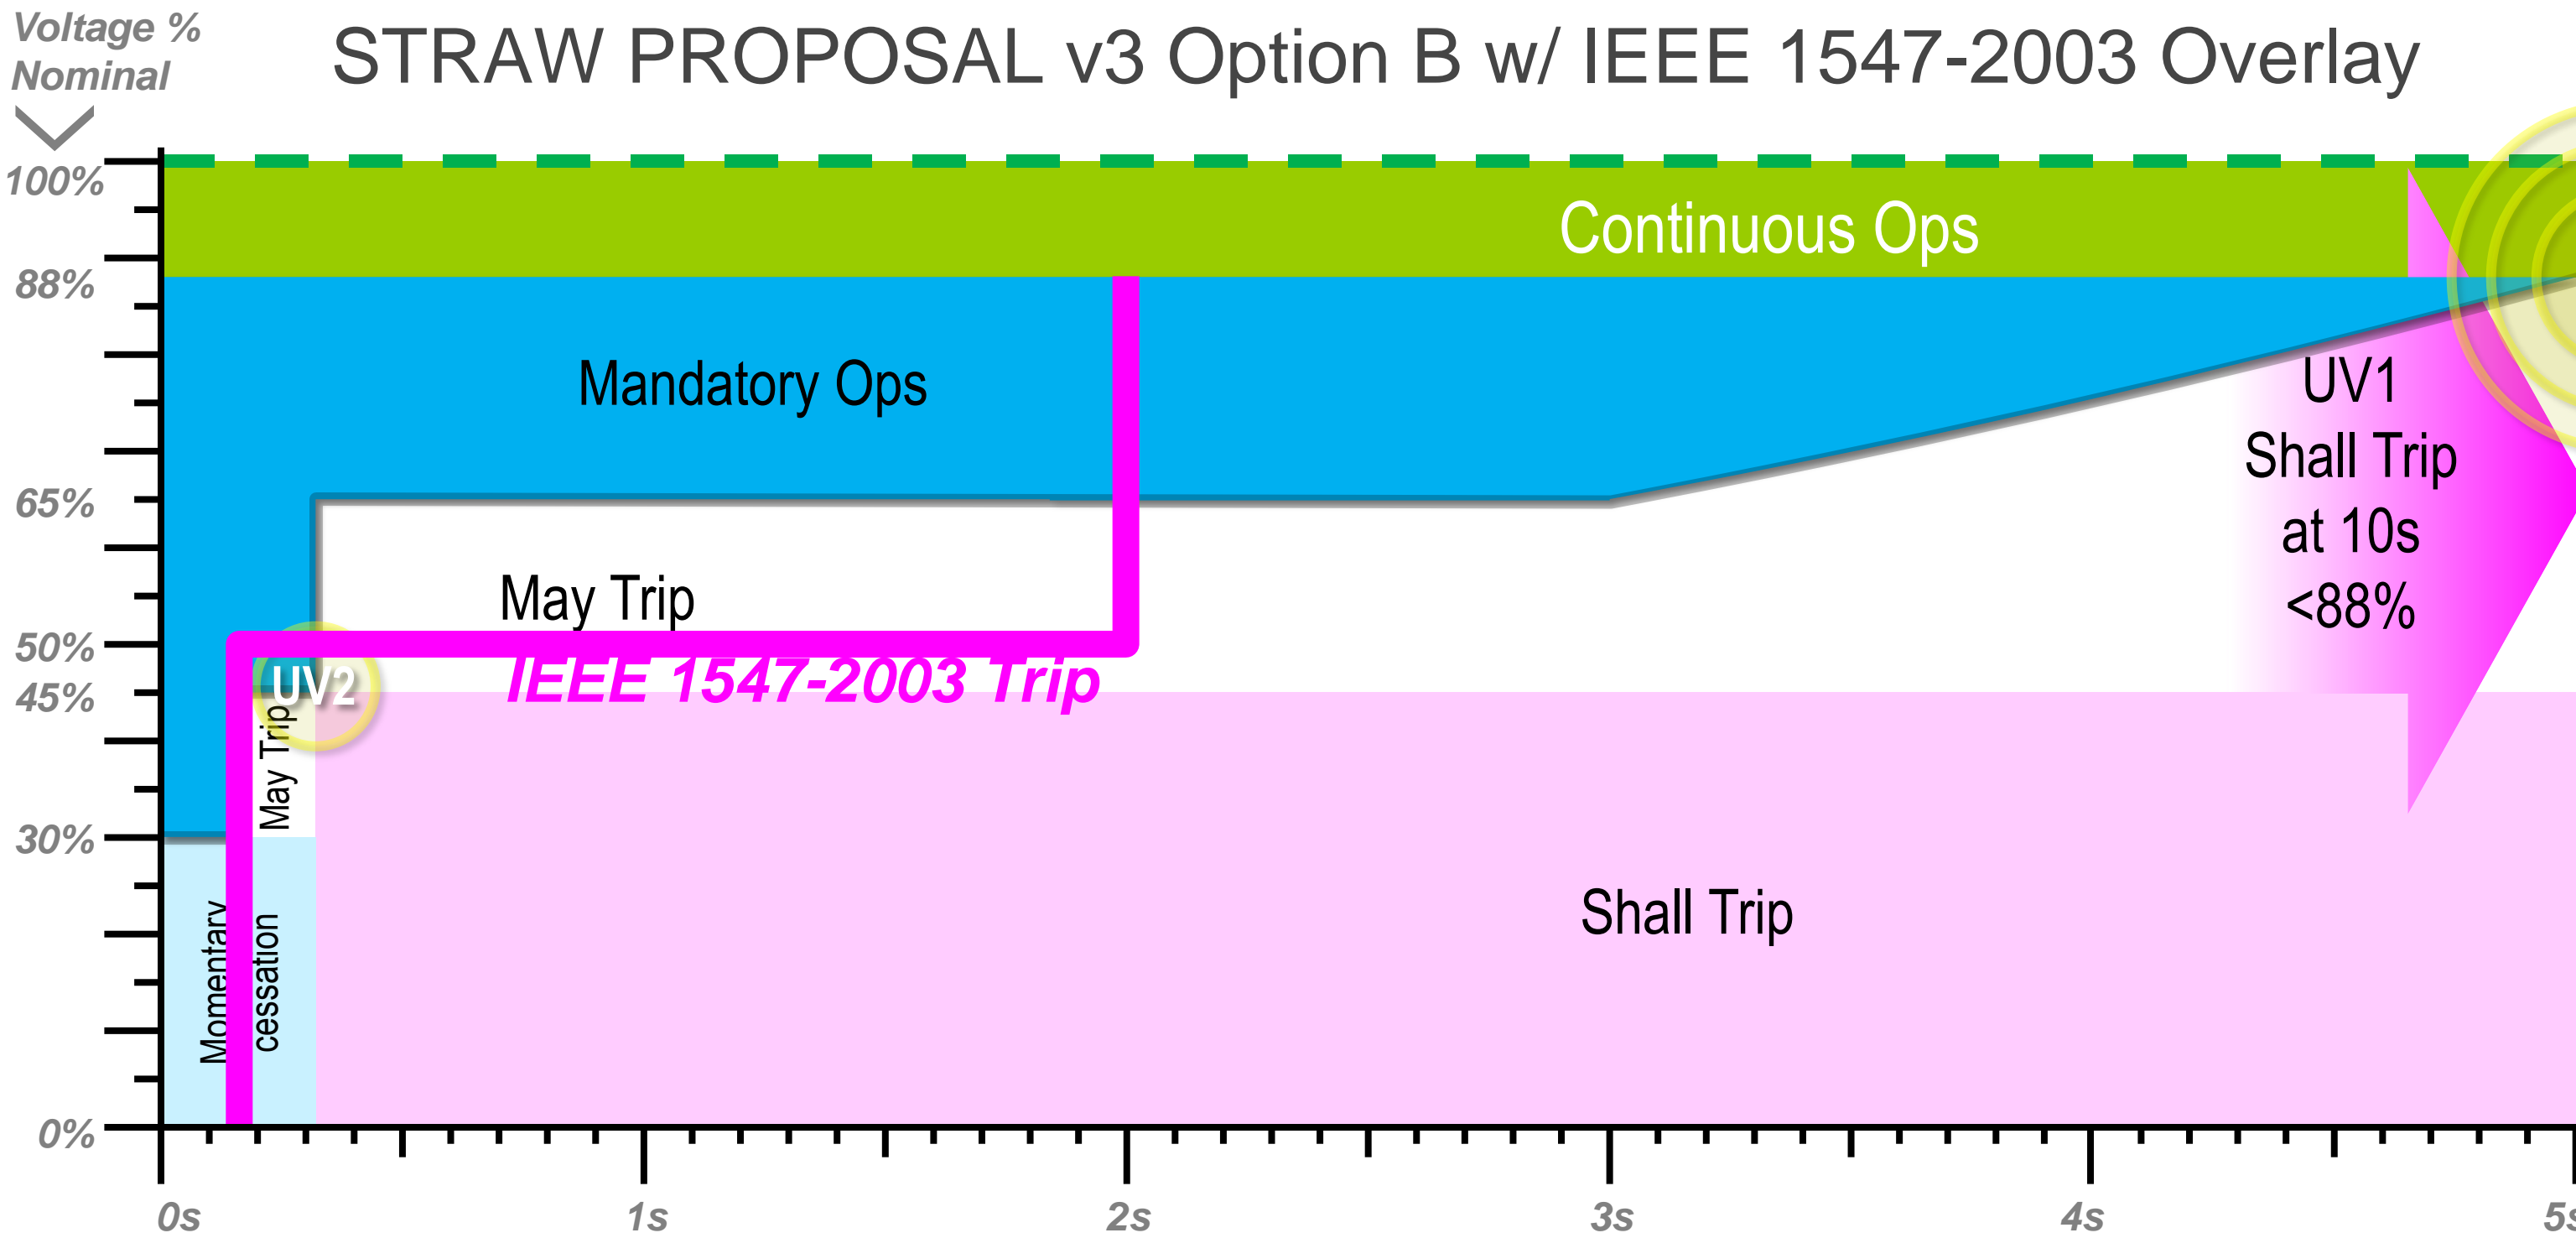 Voltage %
Nominal
STRAW PROPOSAL v3 Option B w/ IEEE 1547-2003 Overlay
100%
88%
65%
50%
45%
30%
0%
Continuous Ops
Mandatory Ops
UV1
Shall Trip
at 10s
<88%
May Trip
IEEE 1547-2003 Trip
UV2
May Trip
Momentary
cessation
Shall Trip
0s
1s
2s
3s
4s
5s